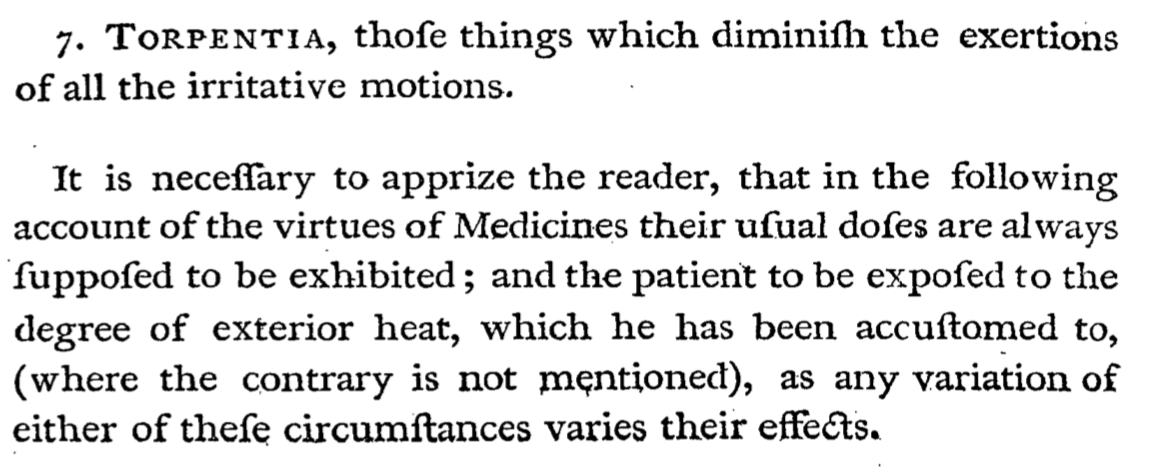 7. TORPENTIA, thoſe things which diminiſh the exertions
of all the irritative motions.
It is neceſſary to apprize the reader, that in the following
account of the virtues of Medicines their uſual doſes are always
ſuppoſed to be exhibited; and the patient to be expoſed to the
degree of exterior heat, which he has been accuſtomed to,
(where the contrary is not mentioned), as any variation of
either of theſe circumſtances varies their effects.